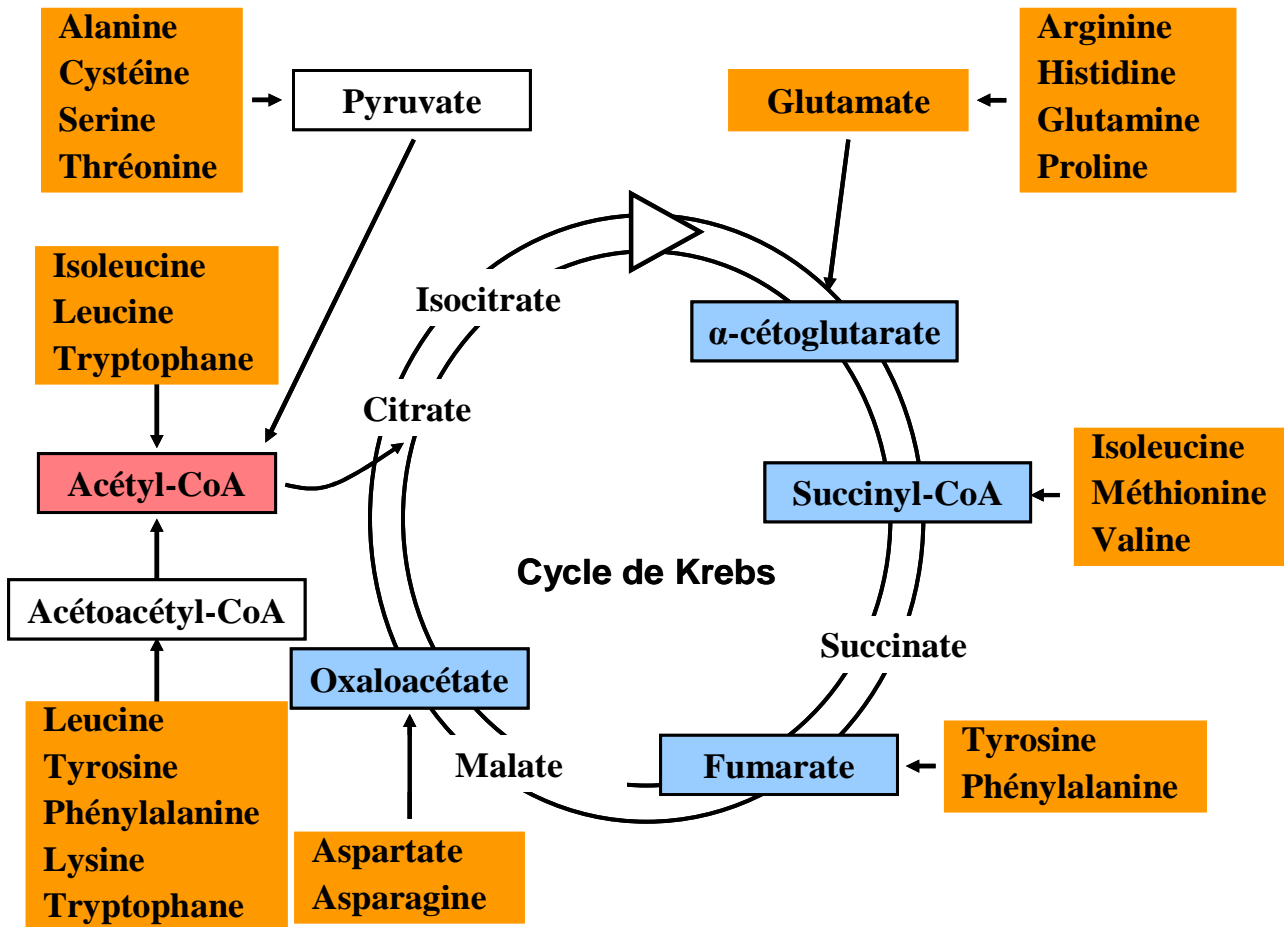 Alanine
Cystéine
Serine
Thréonine
Pyruvate
Glutamate
Arginine
Histidine
Glutamine
Proline
Isoleucine
Leucine
Tryptophane
Isocitrate
α-cétoglutarate
Citrate
Acétyl-CoA
Succinyl-CoA
Isoleucine
Méthionine
Valine
Cycle de Krebs
Acétoacétyl-CoA
Succinate
Oxaloacétate
Leucine
Tyrosine
Phénylalanine
Lysine
Tryptophane
Malate
Fumarate
Tyrosine
Phénylalanine
Aspartate
Asparagine